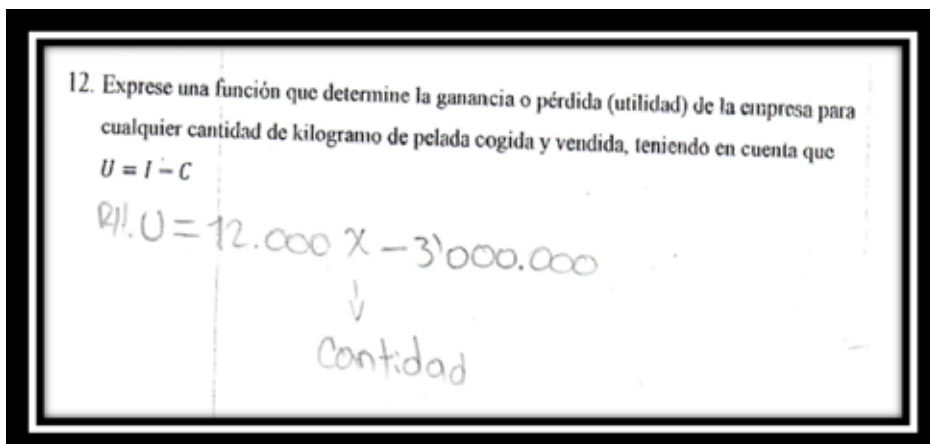 12. Exprese una función que determine la ganancia o pérdida (utilidad) de la empresa para
cualquier cantidad de kilogramo de pelada cogida y vendida, teniendo en cuenta que
U = I - C
R//. U = 12.000 X - 3'000.000
↓
Cantidad